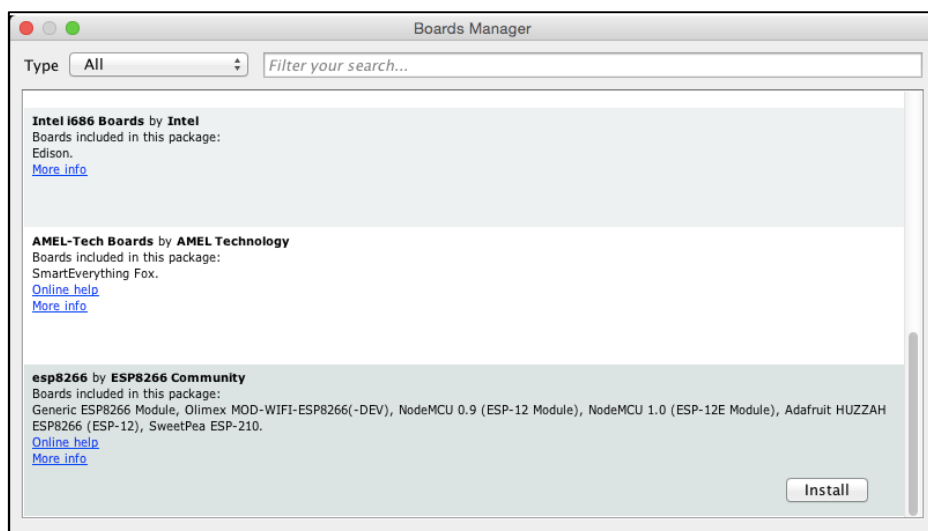 Boards Manager
Type All Filter your search...
Intel i686 Boards by Intel
Boards included in this package:
Edison.
More info
AMEL-Tech Boards by AMEL Technology
Boards included in this package:
SmartEverything Fox.
Online help
More info
esp8266 by ESP8266 Community
Boards included in this package:
Generic ESP8266 Module, Olimex MOD-WIFI-ESP8266(-DEV), NodeMCU 0.9 (ESP-12 Module), NodeMCU 1.0 (ESP-12E Module), Adafruit HUZZAH
ESP8266 (ESP-12), SweetPea ESP-210.
Online help
More info
Install